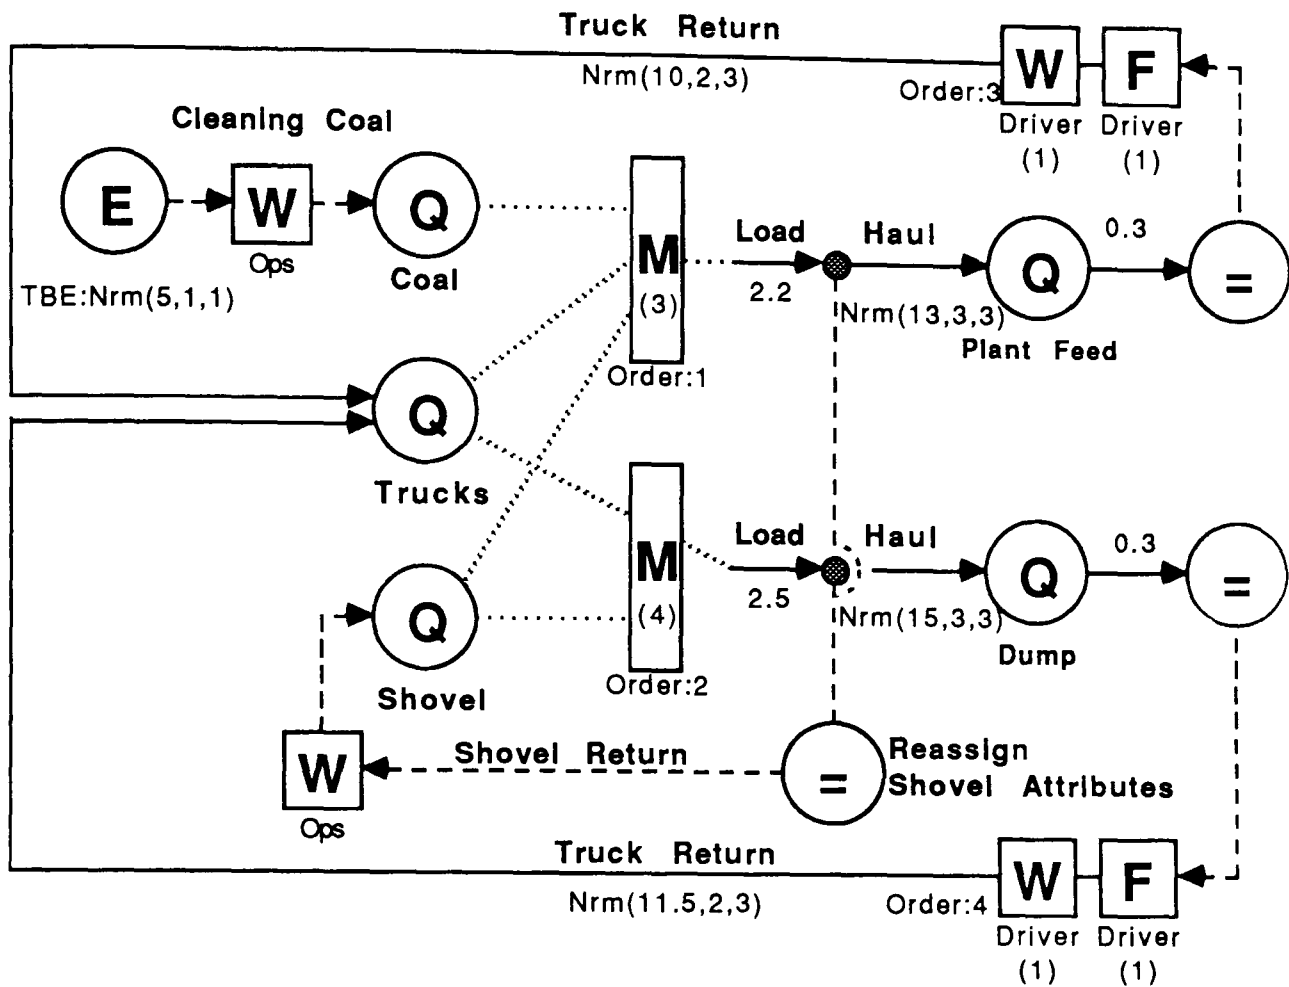 Truck Return
Nrm(10,2,3)
Order:3
W
F
Driver
Driver
(1)
(1)
Cleaning Coal
E
W
Q
Ops
Coal
TBE:Nrm(5,1,1)
M
(3)
Order:1
Load
Haul
2.2
Nrm(13,3,3)
Q
Plant Feed
0.3
=
Q
Trucks
M
(4)
Order:2
Load
Haul
2.5
Nrm(15,3,3)
Q
Dump
0.3
=
Q
Shovel
W
Ops
Shovel Return
=
Reassign
Shovel Attributes
Truck Return
Nrm(11.5,2,3)
Order:4
W
F
Driver
Driver
(1)
(1)